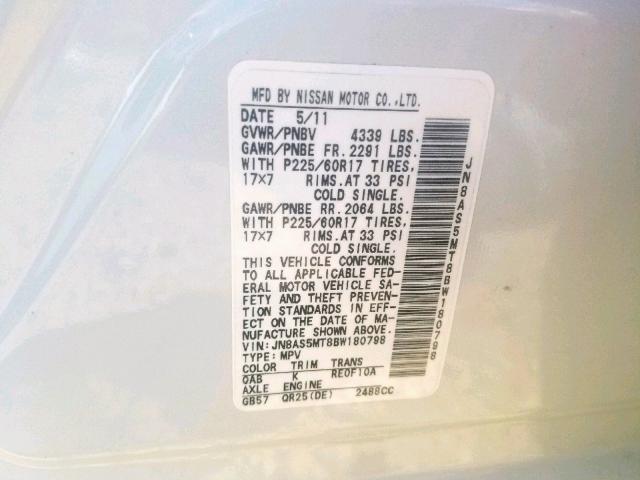 MFD BY NISSAN MOTOR CO.,LTD.
DATE 5/11
GVWR/PNBV 4339 LBS.
GAWR/PNBE FR. 2291 LBS.
WITH P225/60R17 TIRES,
17×7 RIMS.AT 33 PSI
COLD SINGLE.
GAWR/PNBE RR. 2064 LBS.
WITH P225/60R17 TIRES,
17×7 RIMS.AT 33 PSI
COLD SINGLE.
THIS VEHICLE CONFORMS
TO ALL APPLICABLE FED-
ERAL MOTOR VEHICLE SA-
FETY AND THEFT PREVEN-
TION STANDARDS IN EFF-
ECT ON THE DATE OF MA-
NUFACTURE SHOWN ABOVE.
VIN:JN8AS5MT8BW180798
TYPE: MPV
COLOR TRIM TRANS
QAB K RE0F10A
AXLE ENGINE
GB57 QR25(DE) 2488CC
JN8AS5MT8BW180798